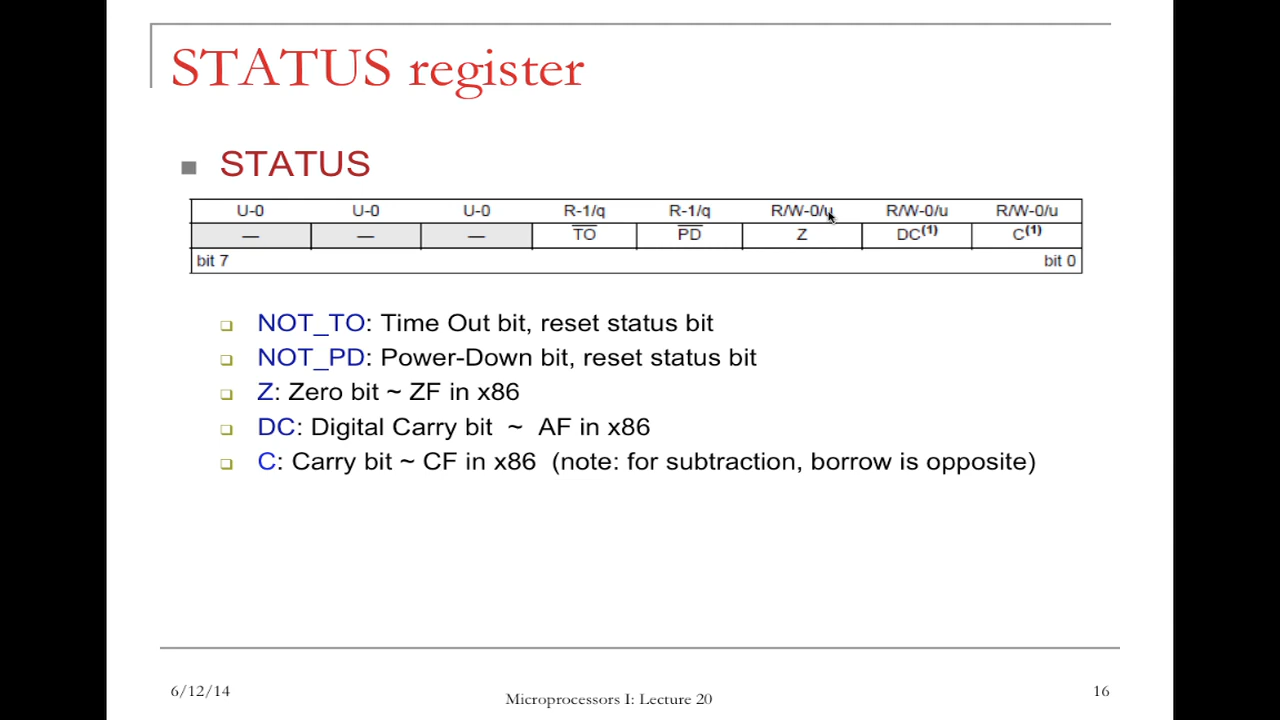 STATUS register
STATUS
U-0 U-0 U-0 R-1/q R-1/q R/W-0/u R/W-0/u R/W-0/u
— — — TO PD Z DC(1) C(1)
bit 7 bit 0
NOT_TO: Time Out bit, reset status bit
NOT_PD: Power-Down bit, reset status bit
Z: Zero bit ~ ZF in x86
DC: Digital Carry bit ~ AF in x86
C: Carry bit ~ CF in x86 (note: for subtraction, borrow is opposite)
6/12/14 Microprocessors I: Lecture 20 16